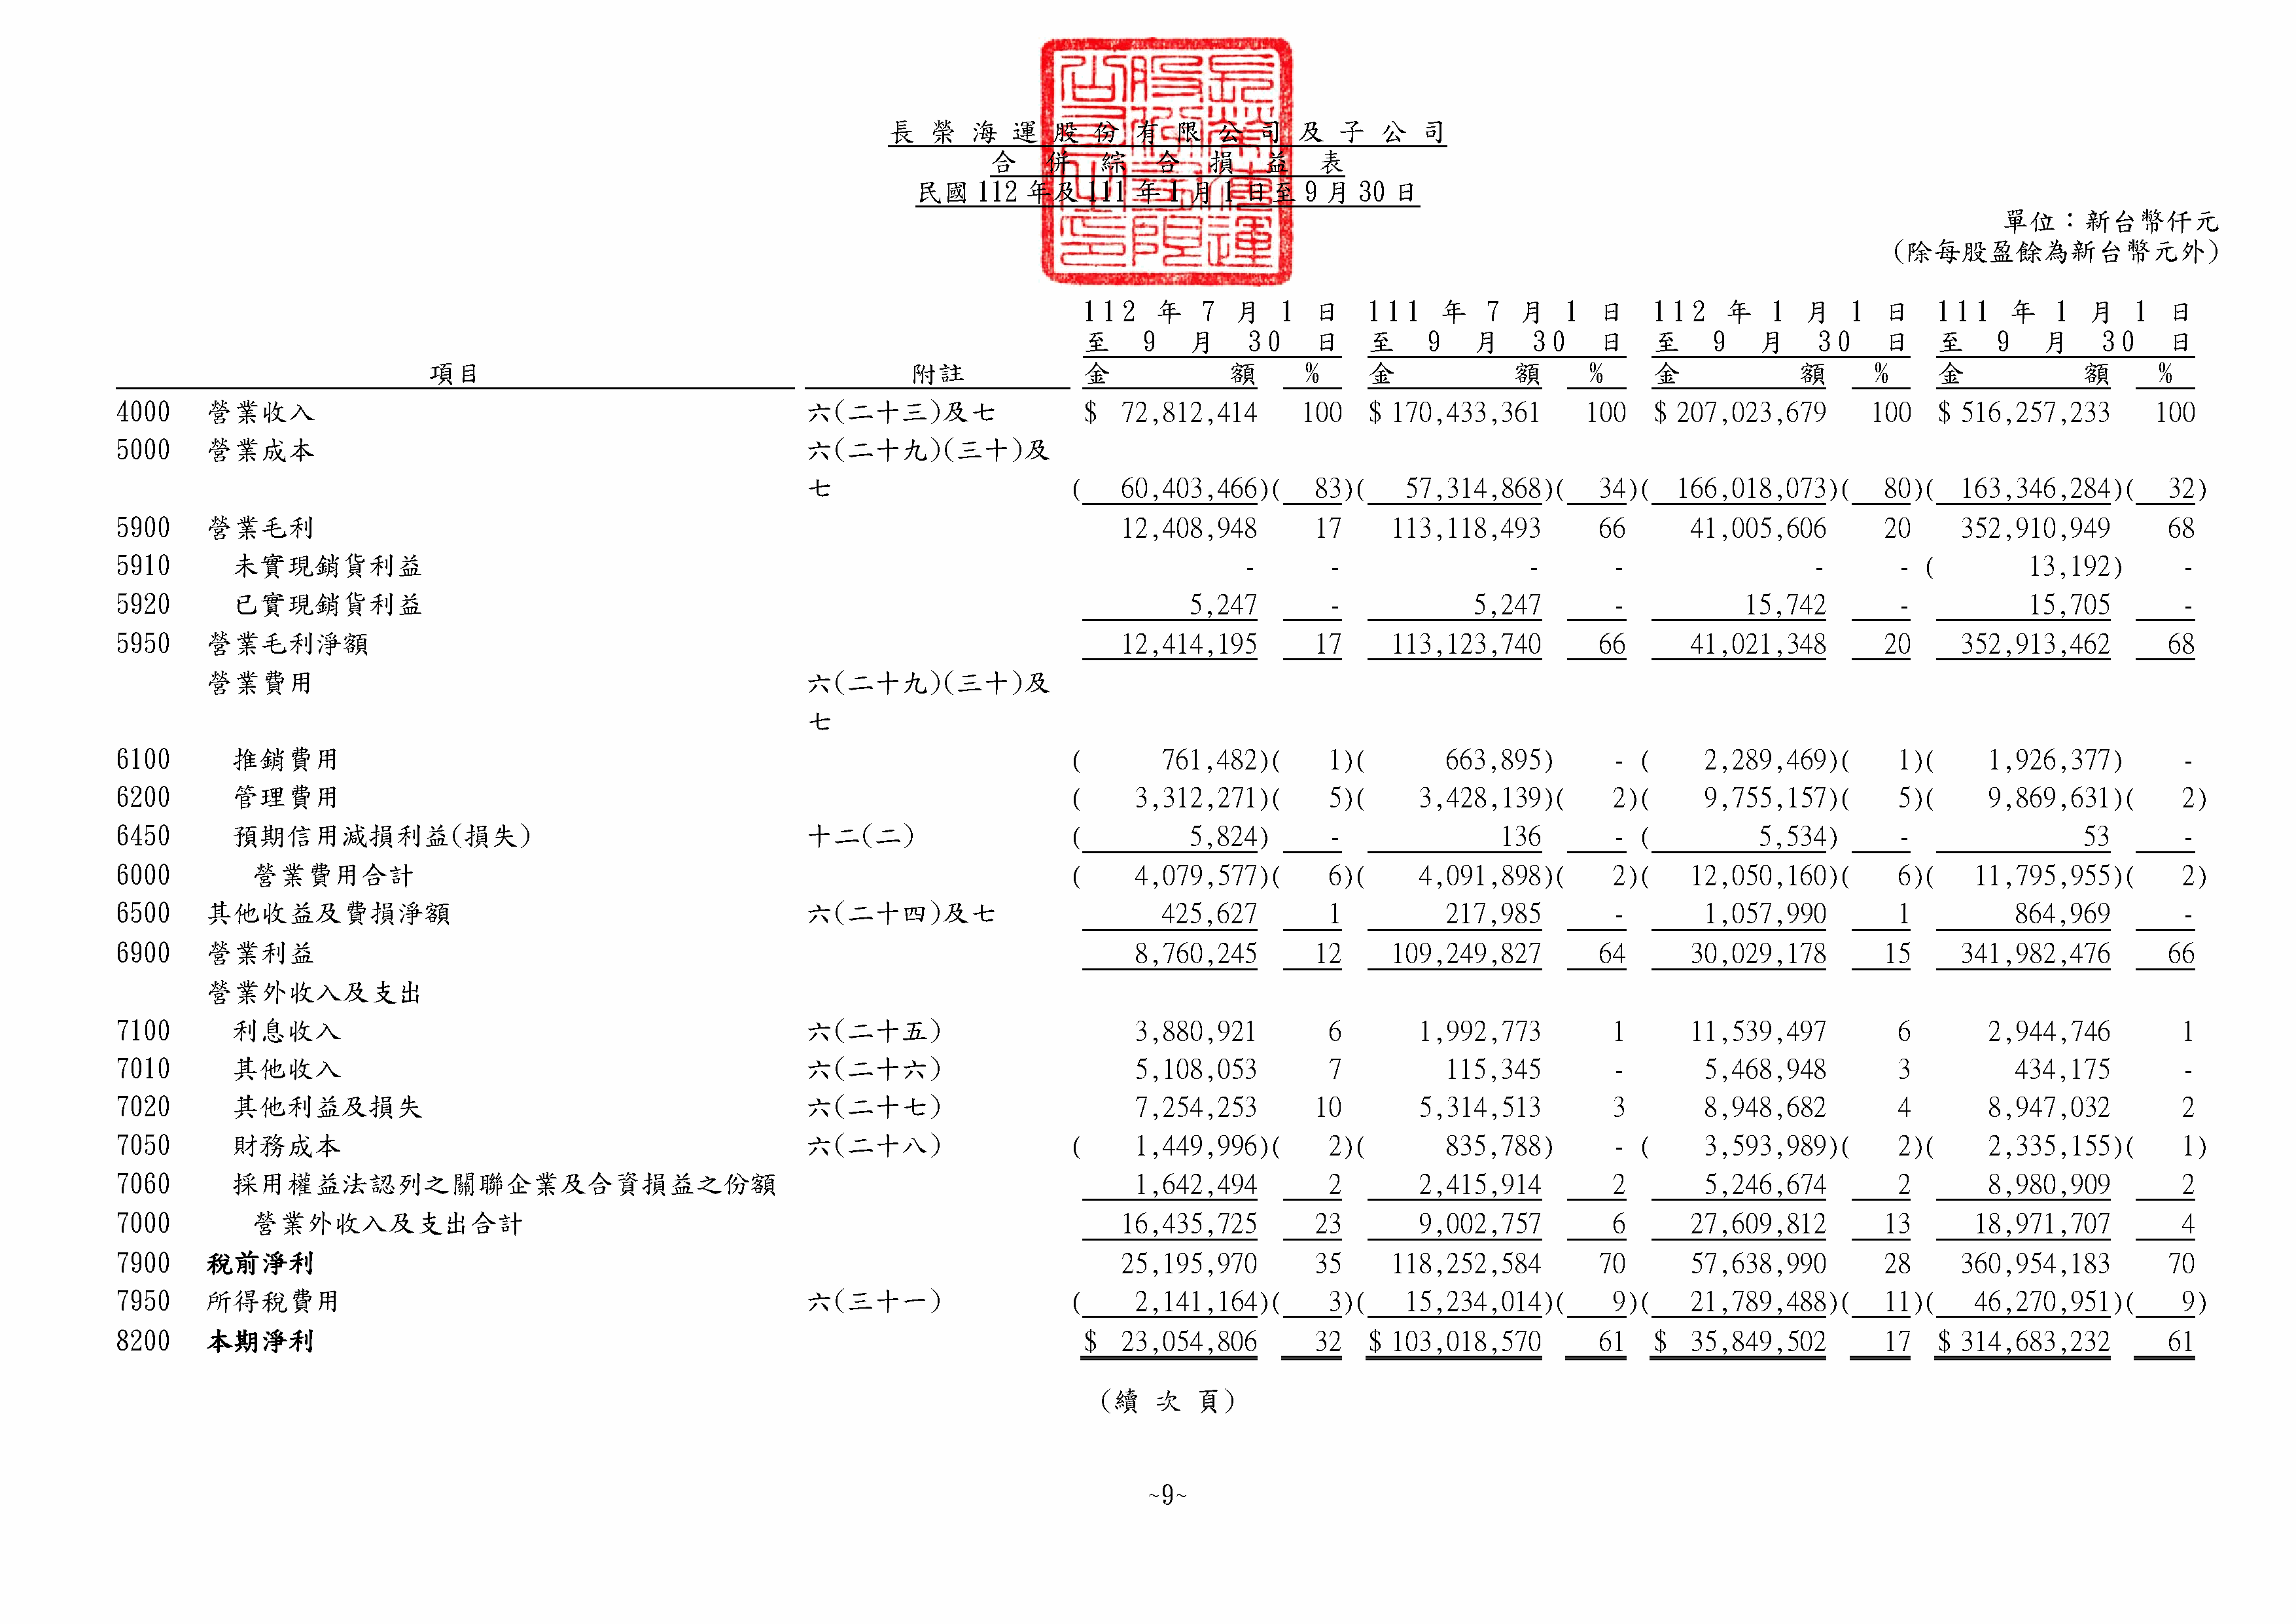 長榮海運股份有限公司及子公司
合併綜合損益表
民國 112 年及 111 年 1 月 1 日至 9 月 30 日
單位：新台幣仟元
(除每股盈餘為新台幣元外)
112 年 7 月 1 日 111 年 7 月 1 日 112 年 1 月 1 日 111 年 1 月 1 日
至 9 月 30 日 至 9 月 30 日 至 9 月 30 日 至 9 月 30 日
項目 附註 金額 % 金額 % 金額 % 金額 %
4000 營業收入 六(二十三)及七 $ 72,812,414 100 $ 170,433,361 100 $ 207,023,679 100 $ 516,257,233 100
5000 營業成本 六(二十九)(三十)及
七 ( 60,403,466)( 83)( 57,314,868)( 34)( 166,018,073)( 80)( 163,346,284)( 32)
5900 營業毛利 12,408,948 17 113,118,493 66 41,005,606 20 352,910,949 68
5910 未實現銷貨利益 - - - - - - ( 13,192) -
5920 已實現銷貨利益 5,247 - 5,247 - 15,742 - 15,705 -
5950 營業毛利淨額 12,414,195 17 113,123,740 66 41,021,348 20 352,913,462 68
營業費用 六(二十九)(三十)及
七
6100 推銷費用 ( 761,482)( 1)( 663,895) - ( 2,289,469)( 1)( 1,926,377) -
6200 管理費用 ( 3,312,271)( 5)( 3,428,139)( 2)( 9,755,157)( 5)( 9,869,631)( 2)
6450 預期信用減損利益(損失) 十二(二) ( 5,824) - 136 - ( 5,534) - 53 -
6000 營業費用合計 ( 4,079,577)( 6)( 4,091,898)( 2)( 12,050,160)( 6)( 11,795,955)( 2)
6500 其他收益及費損淨額 六(二十四)及七 425,627 1 217,985 - 1,057,990 1 864,969 -
6900 營業利益 8,760,245 12 109,249,827 64 30,029,178 15 341,982,476 66
營業外收入及支出
7100 利息收入 六(二十五) 3,880,921 6 1,992,773 1 11,539,497 6 2,944,746 1
7010 其他收入 六(二十六) 5,108,053 7 115,345 - 5,468,948 3 434,175 -
7020 其他利益及損失 六(二十七) 7,254,253 10 5,314,513 3 8,948,682 4 8,947,032 2
7050 財務成本 六(二十八) ( 1,449,996)( 2)( 835,788) - ( 3,593,989)( 2)( 2,335,155)( 1)
7060 採用權益法認列之關聯企業及合資損益之份額 1,642,494 2 2,415,914 2 5,246,674 2 8,980,909 2
7000 營業外收入及支出合計 16,435,725 23 9,002,757 6 27,609,812 13 18,971,707 4
7900 稅前淨利 25,195,970 35 118,252,584 70 57,638,990 28 360,954,183 70
7950 所得稅費用 六(三十一) ( 2,141,164)( 3)( 15,234,014)( 9)( 21,789,488)( 11)( 46,270,951)( 9)
8200 本期淨利 $ 23,054,806 32 $ 103,018,570 61 $ 35,849,502 17 $ 314,683,232 61
(續次頁)
~9~